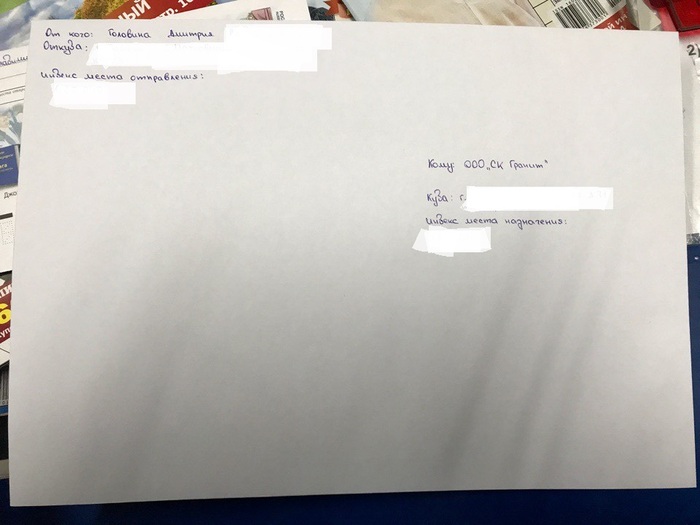 От кого: Головина Дмитрия
Откуда:
Индекс места отправления:
Кому: ООО „СК Гранит"
Куда: г.
Индекс места назначения: